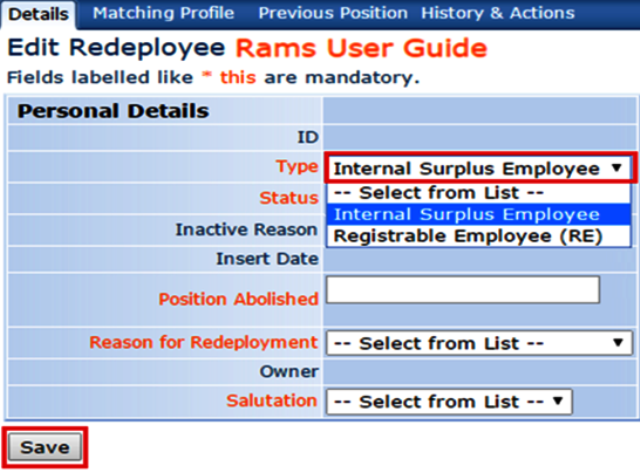 Details Matching Profile Previous Position History & Actions
Edit Redeployee Rams User Guide
Fields labelled like * this are mandatory.
Personal Details
ID
Type Internal Surplus Employee
-- Select from List --
Status
Internal Surplus Employee
Inactive Reason
Registrable Employee (RE)
Insert Date
Position Abolished
Reason for Redeployment -- Select from List --
Owner
Salutation -- Select from List --
Save